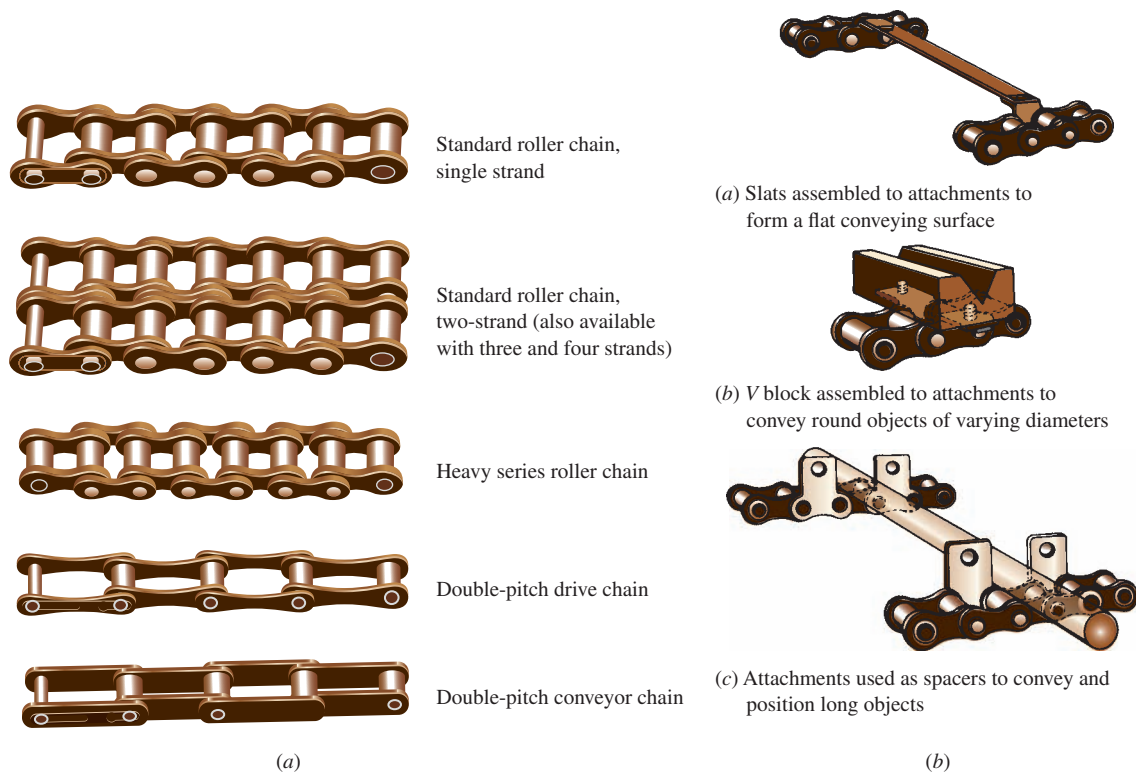 Standard roller chain,
single strand
Standard roller chain,
two-strand (also available
with three and four strands)
Heavy series roller chain
Double-pitch drive chain
Double-pitch conveyor chain
(a)
(a) Slats assembled to attachments to
form a flat conveying surface
(b) V block assembled to attachments to
convey round objects of varying diameters
(c) Attachments used as spacers to convey and
position long objects
(b)